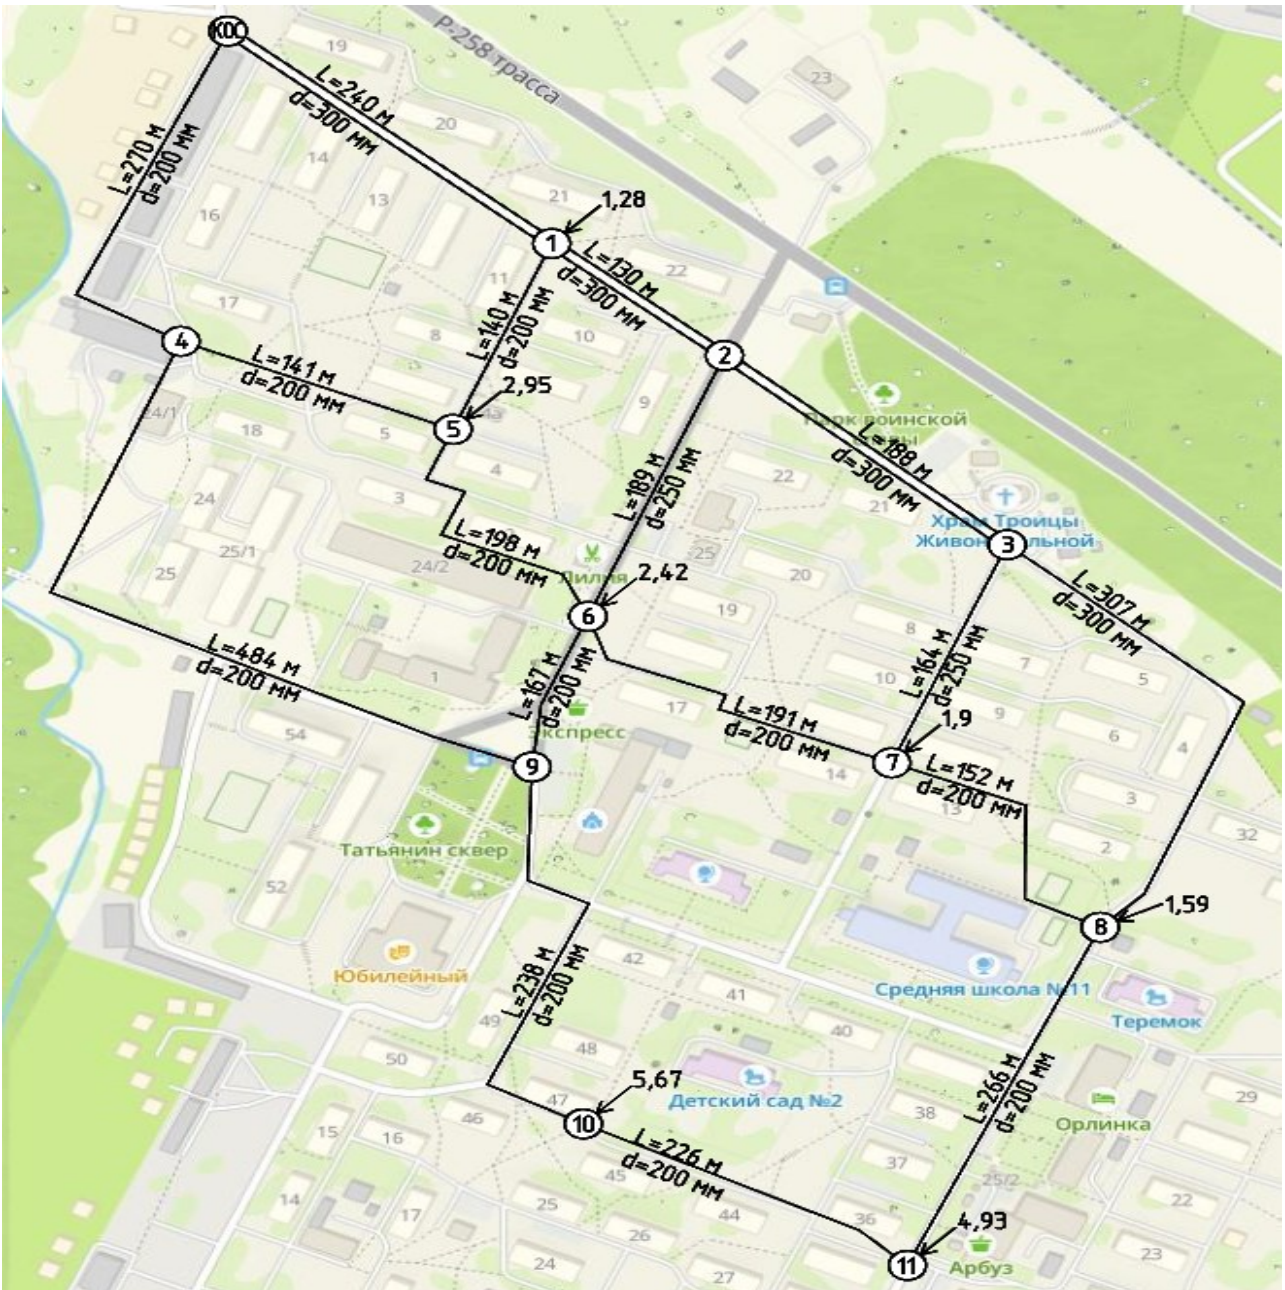 КОС
Р-258 трасса
19
23
L=240 м
d=300 мм
20
14
L=270 м
d=200 мм
13
21
1,28
16
1
L=130 м
d=300 мм
22
11
17
L=140 м
d=200 мм
8
10
4
2
L=141 м
d=200 мм
2,95
9
Парк воинской
24/1
18
5
5
L=188 м
d=300 мм
4
22
L=189 м
d=250 мм
24
3
21
Храм Троицы
L=198 м
d=200 мм
3
25/1
24/2
25
25
Лилия
2,42
20
6
19
L=307 м
d=300 мм
8
L=484 м
d=200 мм
L=164 м
d=250 мм
7
1
10
5
L=167 м
d=200 мм
17
L=191 м
d=200 мм
9
1,9
Экспресс
54
6
4
9
7
L=152 м
d=200 мм
14
13
3
32
Татьянин сквер
2
52
1,59
8
42
Юбилейный
L=238 м
d=200 мм
Средняя школа №11
41
Теремок
49
40
48
50
L=266 м
d=200 мм
5,67
Детский сад №2
47
38
29
Орлинка
46
10
15
16
L=226 м
d=200 мм
37
45
25/2
22
14
17
25
44
36
4,93
23
24
27
11
Арбуз